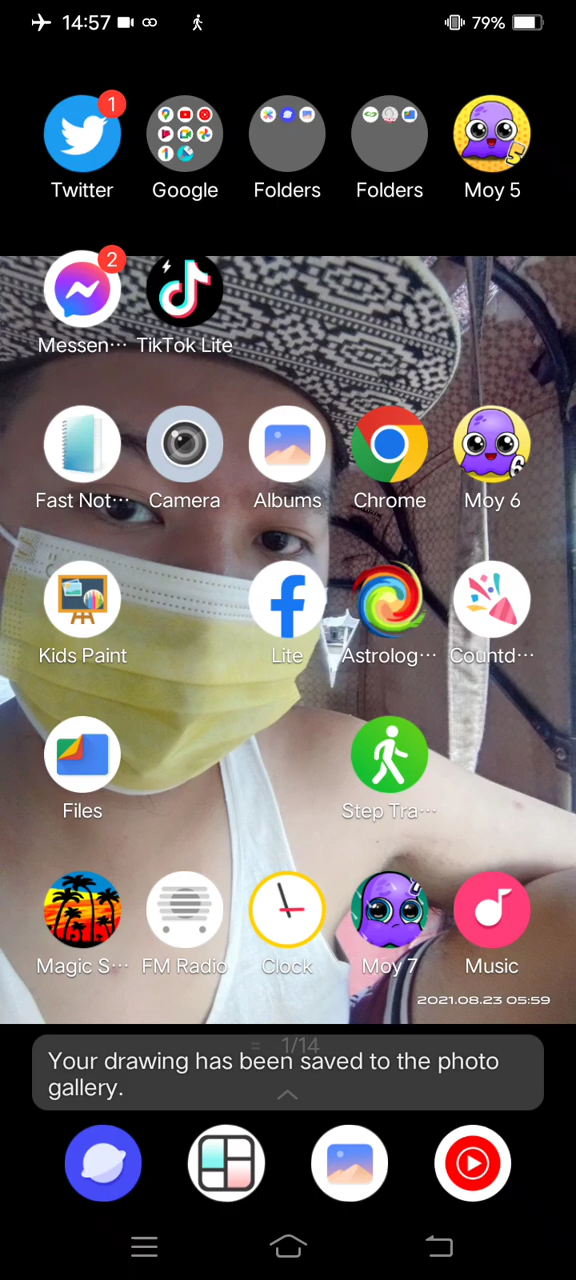 14:57
79%
1
Twitter
Google
Folders
Folders
Moy 5
5
2
Messen···
TikTok Lite
Fast Not···
Camera
Albums
Chrome
Moy 6
6
Kids Paint
Lite
Astrolog···
Countd···
Files
Step Tra···
Magic S···
FM Radio
Clock
Moy 7
Music
2021.08.23 05:59
1/14
Your drawing has been saved to the photo
gallery.